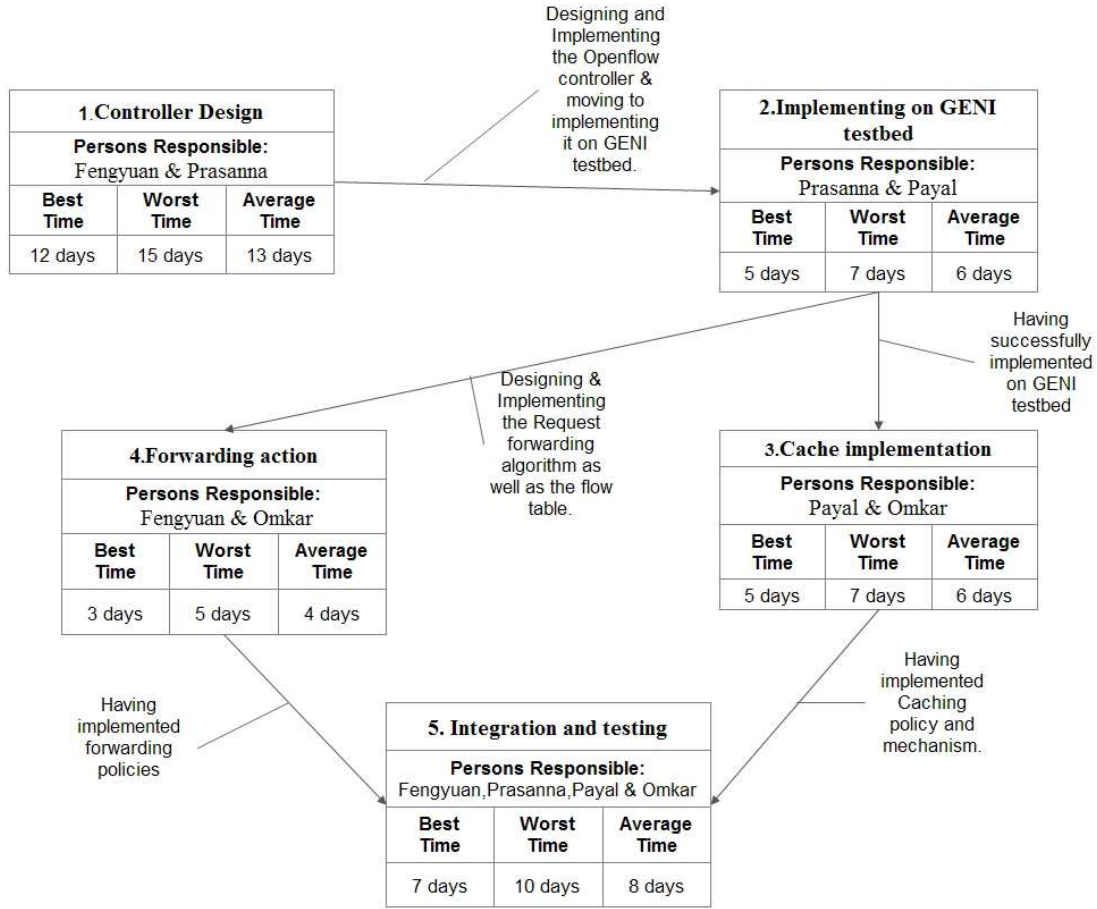 Designing and
Implementing
the Openflow
controller &
moving to
implementing
it on GENI
testbed.
1.Controller Design
Persons Responsible:
Fengyuan & Prasanna
Best
Time
Worst
Time
Average
Time
12 days
15 days
13 days
2.Implementing on GENI
testbed
Persons Responsible:
Prasanna & Payal
Best
Time
Worst
Time
Average
Time
5 days
7 days
6 days
Having
successfully
implemented
on GENI
testbed
Designing &
Implementing
the Request
forwarding
algorithm as
well as the flow
table.
4.Forwarding action
Persons Responsible:
Fengyuan & Omkar
Best
Time
Worst
Time
Average
Time
3 days
5 days
4 days
3.Cache implementation
Persons Responsible:
Payal & Omkar
Best
Time
Worst
Time
Average
Time
5 days
7 days
6 days
Having
implemented
forwarding
policies
Having
implemented
Caching
policy and
mechanism.
5. Integration and testing
Persons Responsible:
Fengyuan,Prasanna,Payal & Omkar
Best
Time
Worst
Time
Average
Time
7 days
10 days
8 days